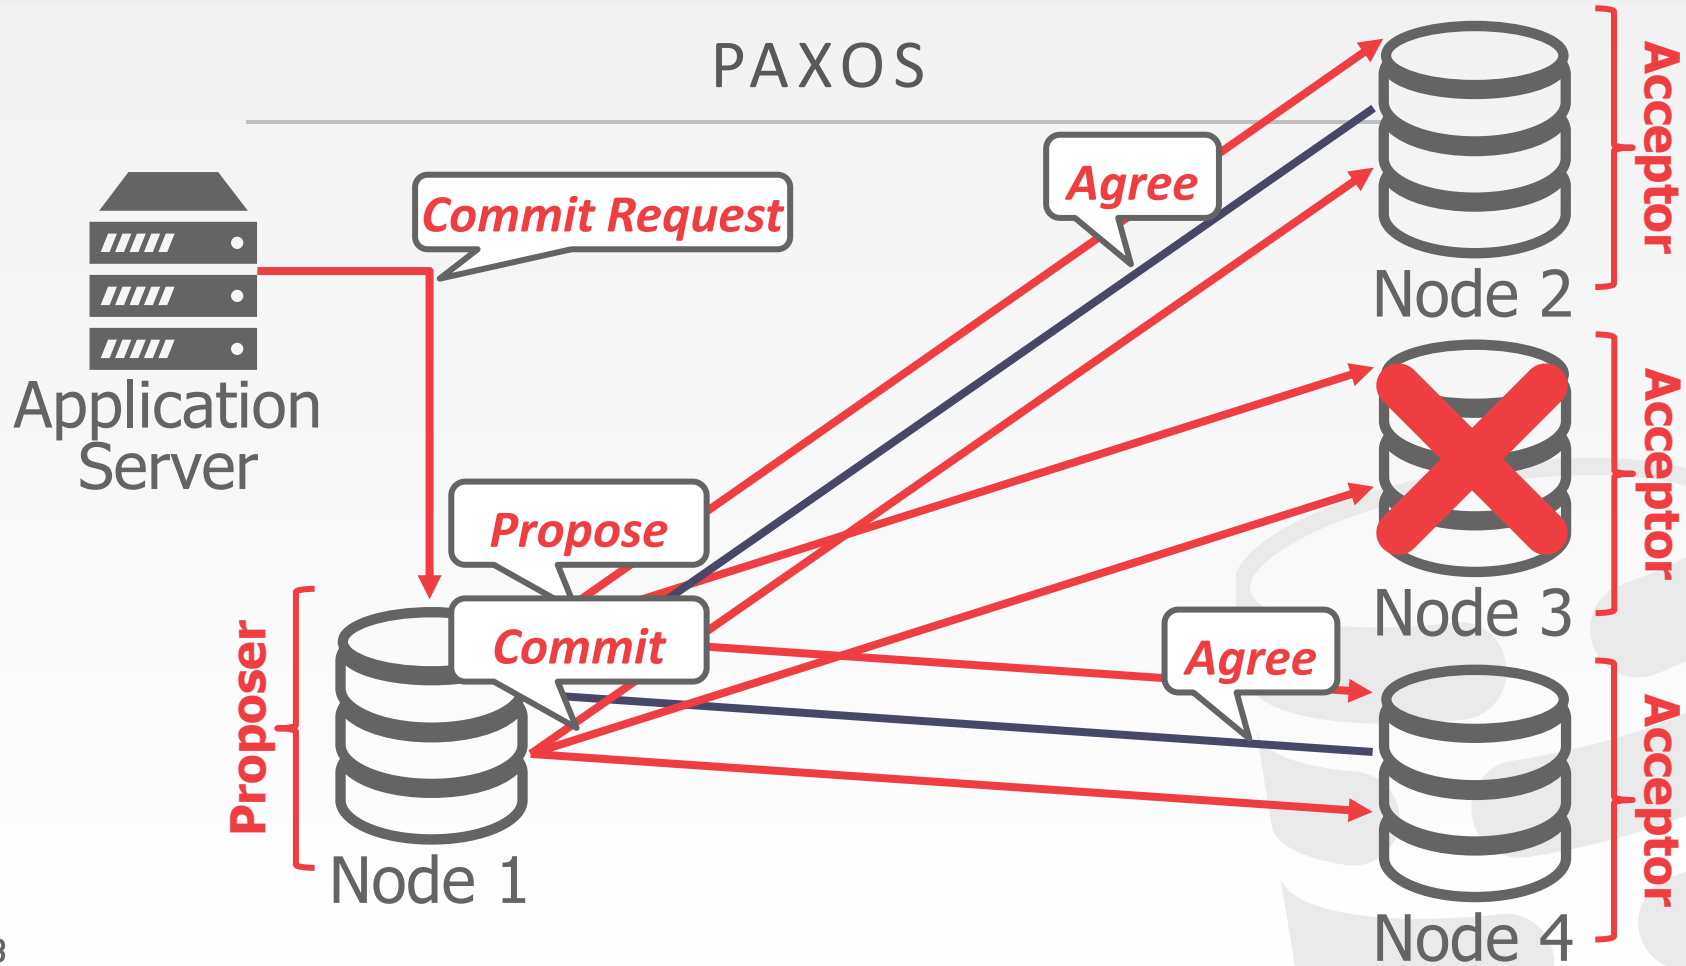 PAXOS
Commit Request
Agree
Acceptor
Node 2
Application
Server
Acceptor
Node 3
Propose
Commit
Agree
Proposer
Node 1
Acceptor
Node 4